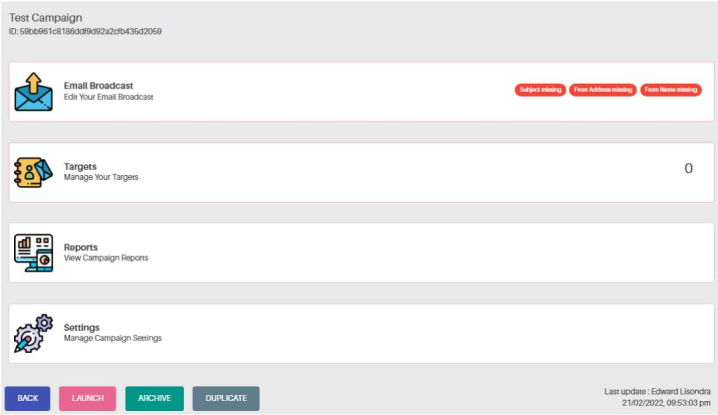 Test Campaign
ID: 59bb961c8186ddf9d92a2cfb435d2059
Email Broadcast
Edit Your Email Broadcast
Subject missing From Address missing From Name missing
Targets
Manage Your Targets
0
Reports
View Campaign Reports
Settings
Manage Campaign Settings
BACK LAUNCH ARCHIVE DUPLICATE
Last update : Edward Lisondra
21/02/2022, 09:53:03 pm